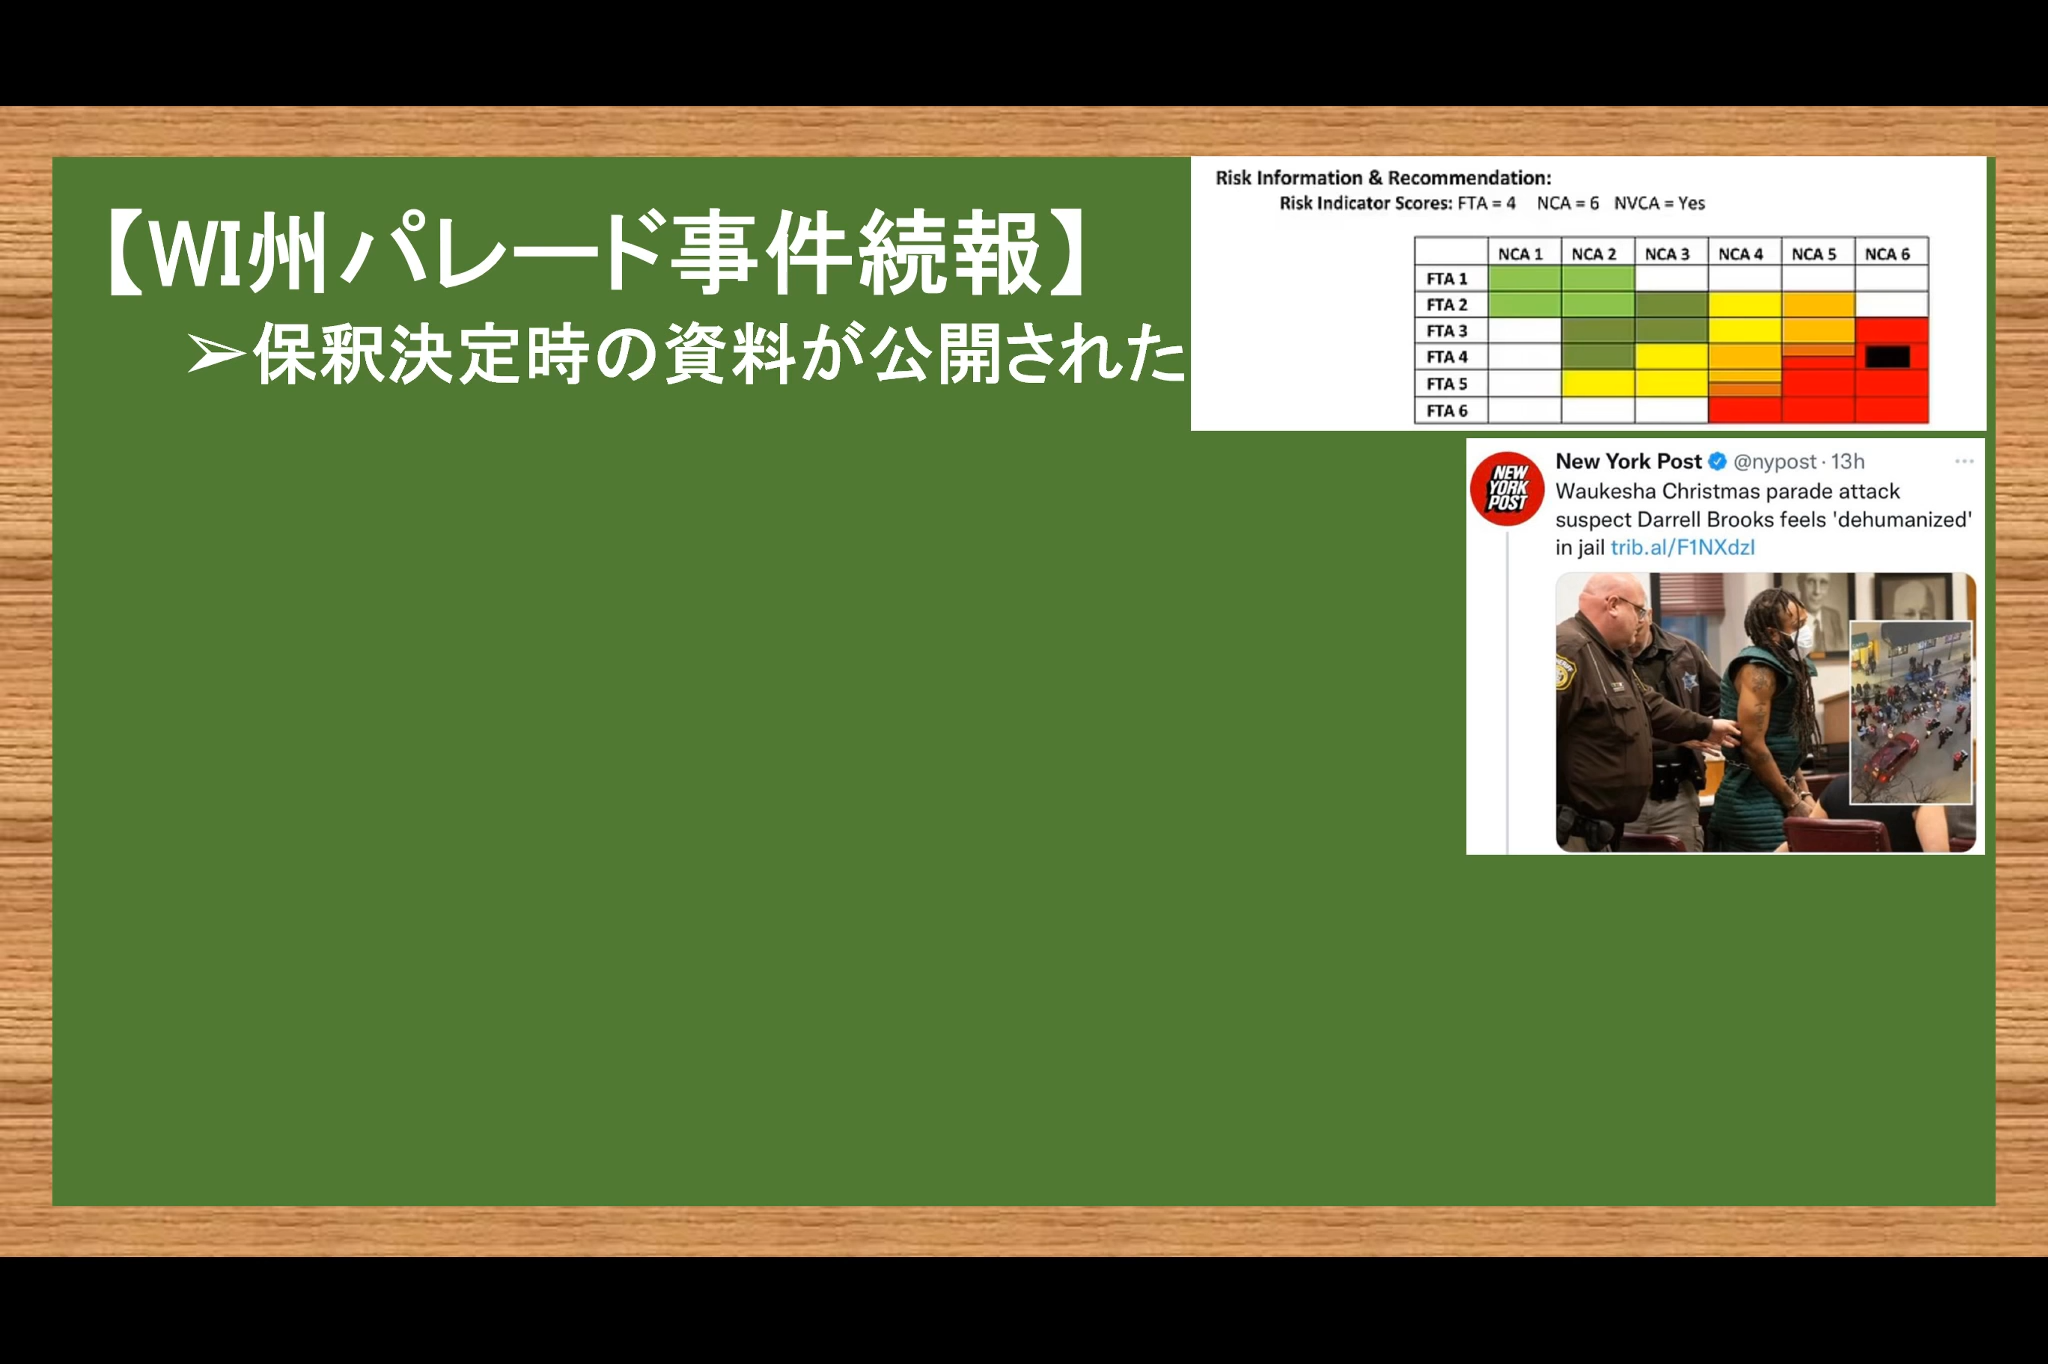 【WI州パレード事件続報】
➢保釈決定時の資料が公開された
Risk Information & Recommendation:
Risk Indicator Scores: FTA = 4 NCA = 6 NVCA = Yes
NCA 1 NCA 2 NCA 3 NCA 4 NCA 5 NCA 6
FTA 1
FTA 2
FTA 3
FTA 4
FTA 5
FTA 6
NEW
YORK
POST
New York Post @nypost · 13h
Waukesha Christmas parade attack
suspect Darrell Brooks feels 'dehumanized'
in jail trib.al/F1NXdzI